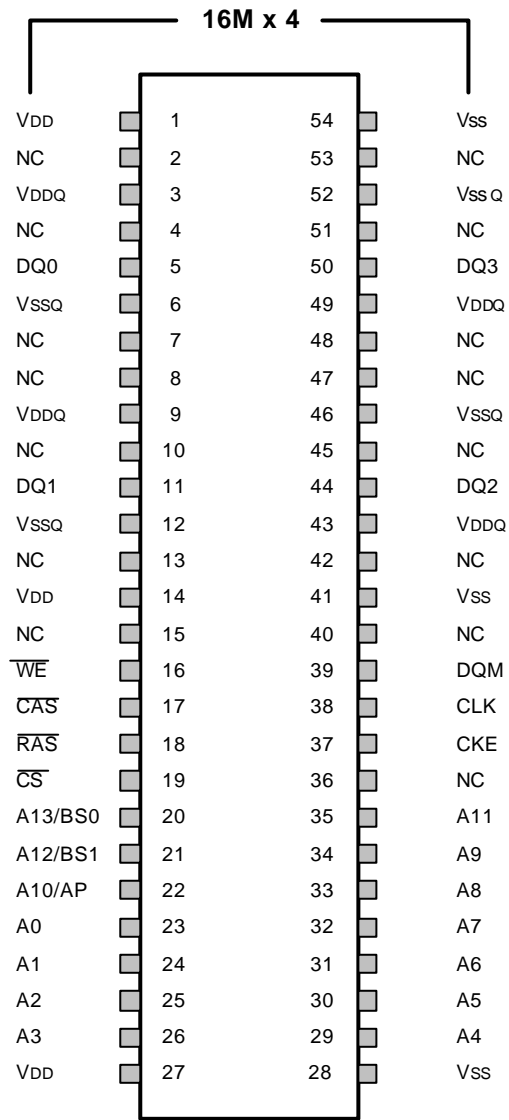 16M x 4
VDD 1 54 Vss
NC 2 53 NC
VDDQ 3 52 Vss Q
NC 4 51 NC
DQ0 5 50 DQ3
VSSQ 6 49 VDDQ
NC 7 48 NC
NC 8 47 NC
VDDQ 9 46 VSSQ
NC 10 45 NC
DQ1 11 44 DQ2
VSSQ 12 43 VDDQ
NC 13 42 NC
VDD 14 41 VSS
NC 15 40 NC
W̅E̅ 16 39 DQM
C̅A̅S̅ 17 38 CLK
R̅A̅S̅ 18 37 CKE
C̅S̅ 19 36 NC
A13/BS0 20 35 A11
A12/BS1 21 34 A9
A10/AP 22 33 A8
A0 23 32 A7
A1 24 31 A6
A2 25 30 A5
A3 26 29 A4
VDD 27 28 VSS